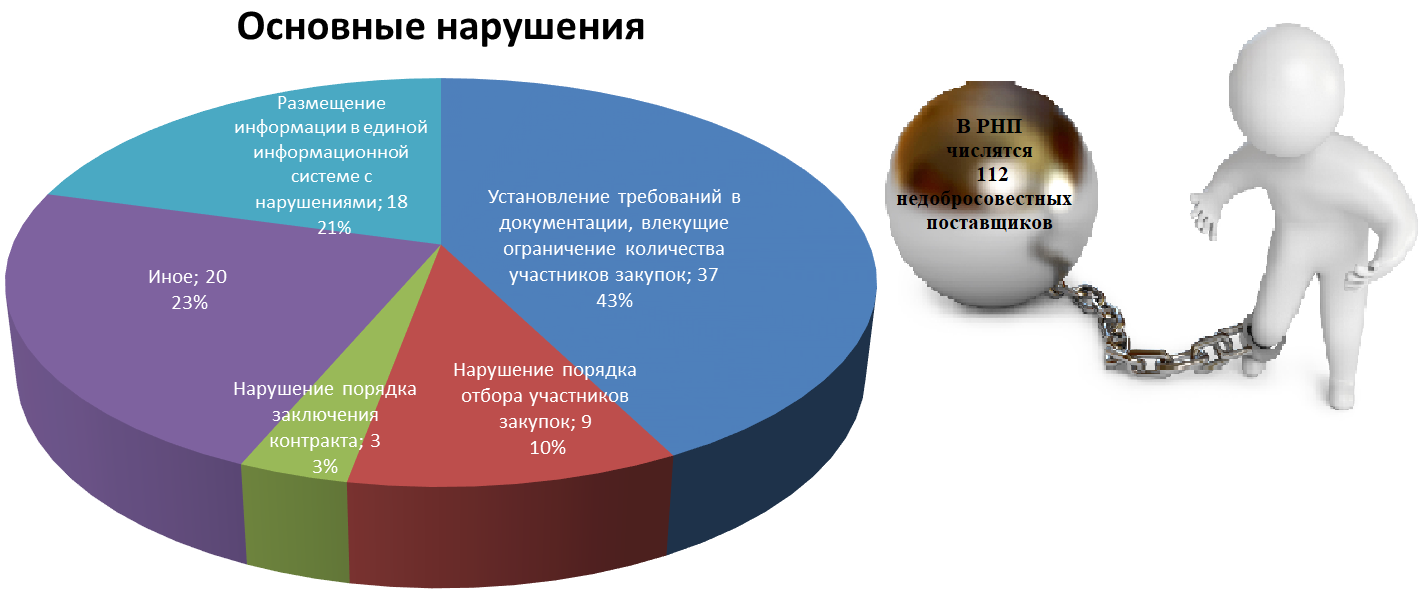 Основные нарушения
Размещение
информации в единой
информационной
системе с
нарушениями; 18
21%
Установление требований в
документации, влекущие
ограничение количества
участников закупок; 37
43%
Иное; 20
23%
Нарушение порядка
заключения
контракта; 3
3%
Нарушение порядка
отбора участников
закупок; 9
10%
В РНП
числятся
112
недобросовестных
поставщиков